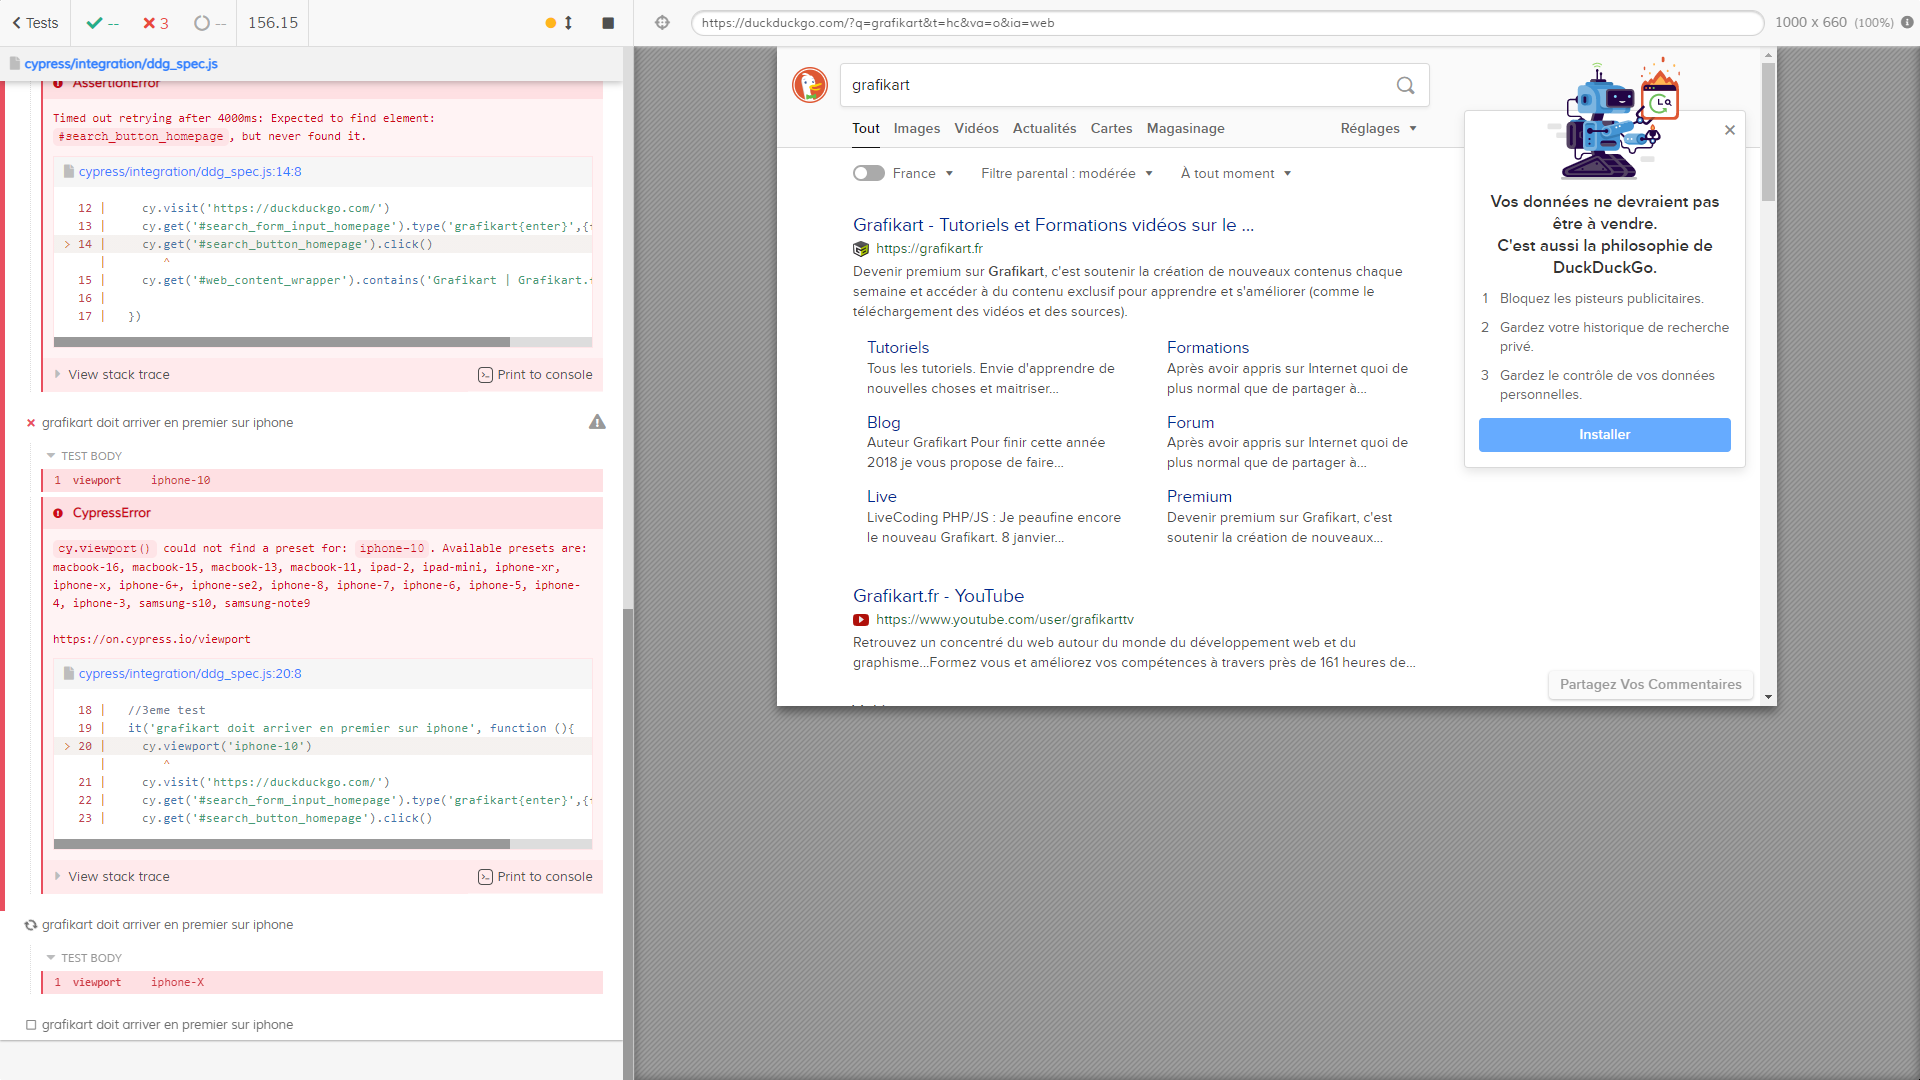 Tests
--
3
--
156.15
https://duckduckgo.com/?q=grafikart&t=hc&va=o&ia=web
1000 x 660 (100%)
cypress/integration/ddg_spec.js
AssertionError
Timed out retrying after 4000ms: Expected to find element:
#search_button_homepage, but never found it.
cypress/integration/ddg_spec.js:14:8
12 | cy.visit('https://duckduckgo.com/')
13 | cy.get('#search_form_input_homepage').type('grafikart{enter}',{
> 14 | cy.get('#search_button_homepage').click()
| ^
15 | cy.get('#web_content_wrapper').contains('Grafikart | Grafikart.
16 |
17 | })
View stack trace
Print to console
grafikart doit arriver en premier sur iphone
TEST BODY
1 viewport iphone-10
CypressError
cy.viewport() could not find a preset for: iphone-10. Available presets are:
macbook-16, macbook-15, macbook-13, macbook-11, ipad-2, ipad-mini, iphone-xr,
iphone-x, iphone-6+, iphone-se2, iphone-8, iphone-7, iphone-6, iphone-5, iphone-
4, iphone-3, samsung-s10, samsung-note9
https://on.cypress.io/viewport
cypress/integration/ddg_spec.js:20:8
18 | //3eme test
19 | it('grafikart doit arriver en premier sur iphone', function (){
> 20 | cy.viewport('iphone-10')
| ^
21 | cy.visit('https://duckduckgo.com/')
22 | cy.get('#search_form_input_homepage').type('grafikart{enter}',{
23 | cy.get('#search_button_homepage').click()
View stack trace
Print to console
grafikart doit arriver en premier sur iphone
TEST BODY
1 viewport iphone-X
grafikart doit arriver en premier sur iphone
grafikart
Tout Images Vidéos Actualités Cartes Magasinage Réglages
France Filtre parental : modérée À tout moment
Grafikart - Tutoriels et Formations vidéos sur le ...
https://grafikart.fr
Devenir premium sur Grafikart, c'est soutenir la création de nouveaux contenus chaque
semaine et accéder à du contenu exclusif pour apprendre et s'améliorer (comme le
téléchargement des vidéos et des sources).
Tutoriels
Tous les tutoriels. Envie d'apprendre de
nouvelles choses et maitriser...
Formations
Après avoir appris sur Internet quoi de
plus normal que de partager à...
Blog
Auteur Grafikart Pour finir cette année
2018 je vous propose de faire...
Forum
Après avoir appris sur Internet quoi de
plus normal que de partager à...
Live
LiveCoding PHP/JS : Je peaufine encore
le nouveau Grafikart. 8 janvier...
Premium
Devenir premium sur Grafikart, c'est
soutenir la création de nouveaux...
Grafikart.fr - YouTube
https://www.youtube.com/user/grafikarttv
Retrouvez un concentré du web autour du monde du développement web et du
graphisme...Formez vous et améliorez vos compétences à travers près de 161 heures de...
Vos données ne devraient pas
être à vendre.
C'est aussi la philosophie de
DuckDuckGo.
1 Bloquez les pisteurs publicitaires.
2 Gardez votre historique de recherche
privé.
3 Gardez le contrôle de vos données
personnelles.
Installer
Partagez Vos Commentaires